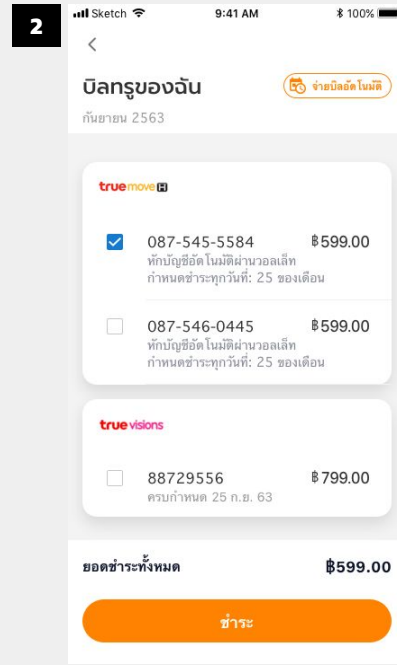 2
Sketch 9:41 AM 100%
บิลทรูของฉัน
จ่ายบิลอัตโนมัติ
กันยายน 2563
truemove H
087-545-5584 ฿599.00
หักบัญชีอัตโนมัติผ่านวอลเล็ท
กำหนดชำระทุกวันที่: 25 ของเดือน
087-546-0445 ฿599.00
หักบัญชีอัตโนมัติผ่านวอลเล็ท
กำหนดชำระทุกวันที่: 25 ของเดือน
truevisions
88729556 ฿799.00
ครบกำหนด 25 ก.ย. 63
ยอดชำระทั้งหมด ฿599.00
ชำระ